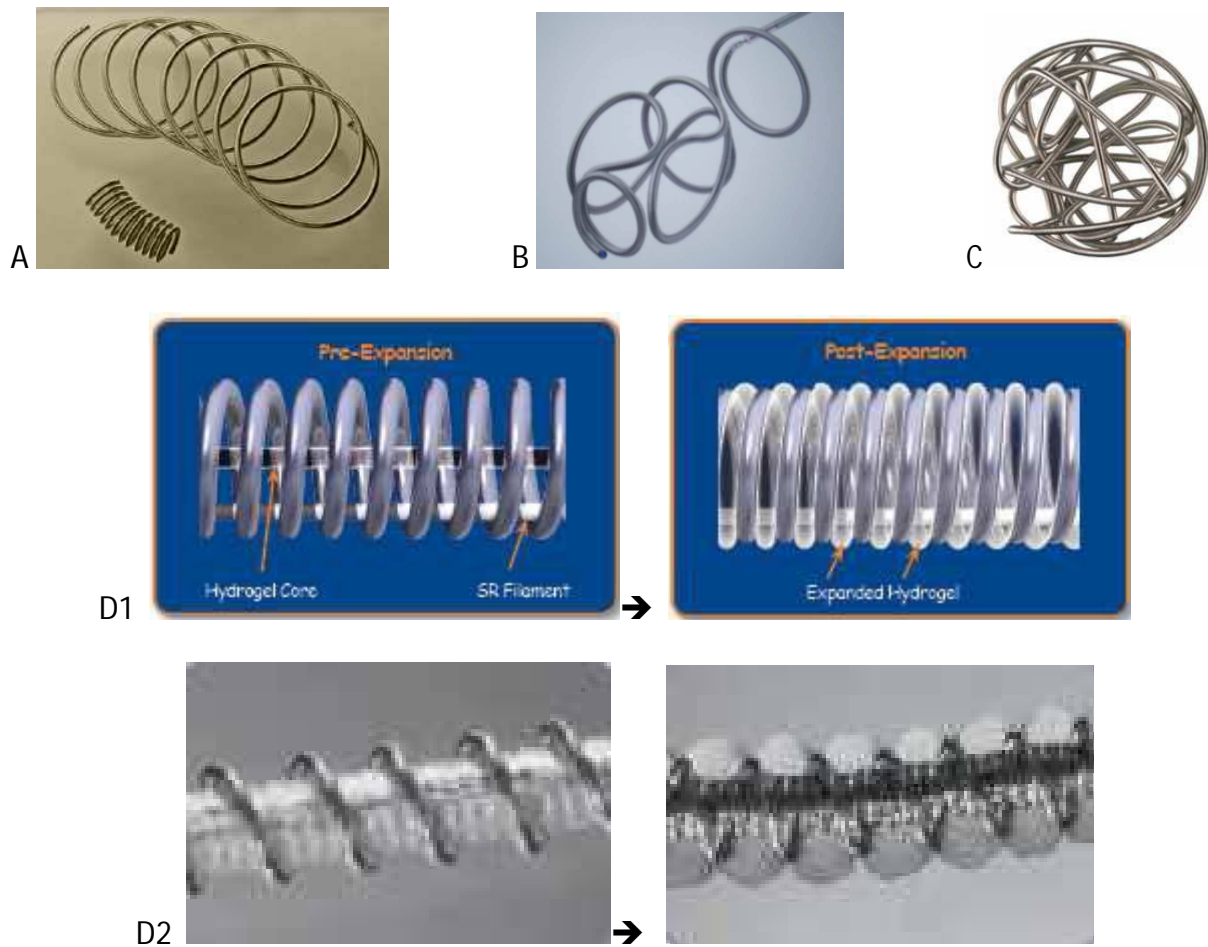 A
B
C
Pre-Expansion
Hydrogel Core
SR Filament
D1 ➔
Post-Expansion
Expanded Hydrogel
D2 ➔